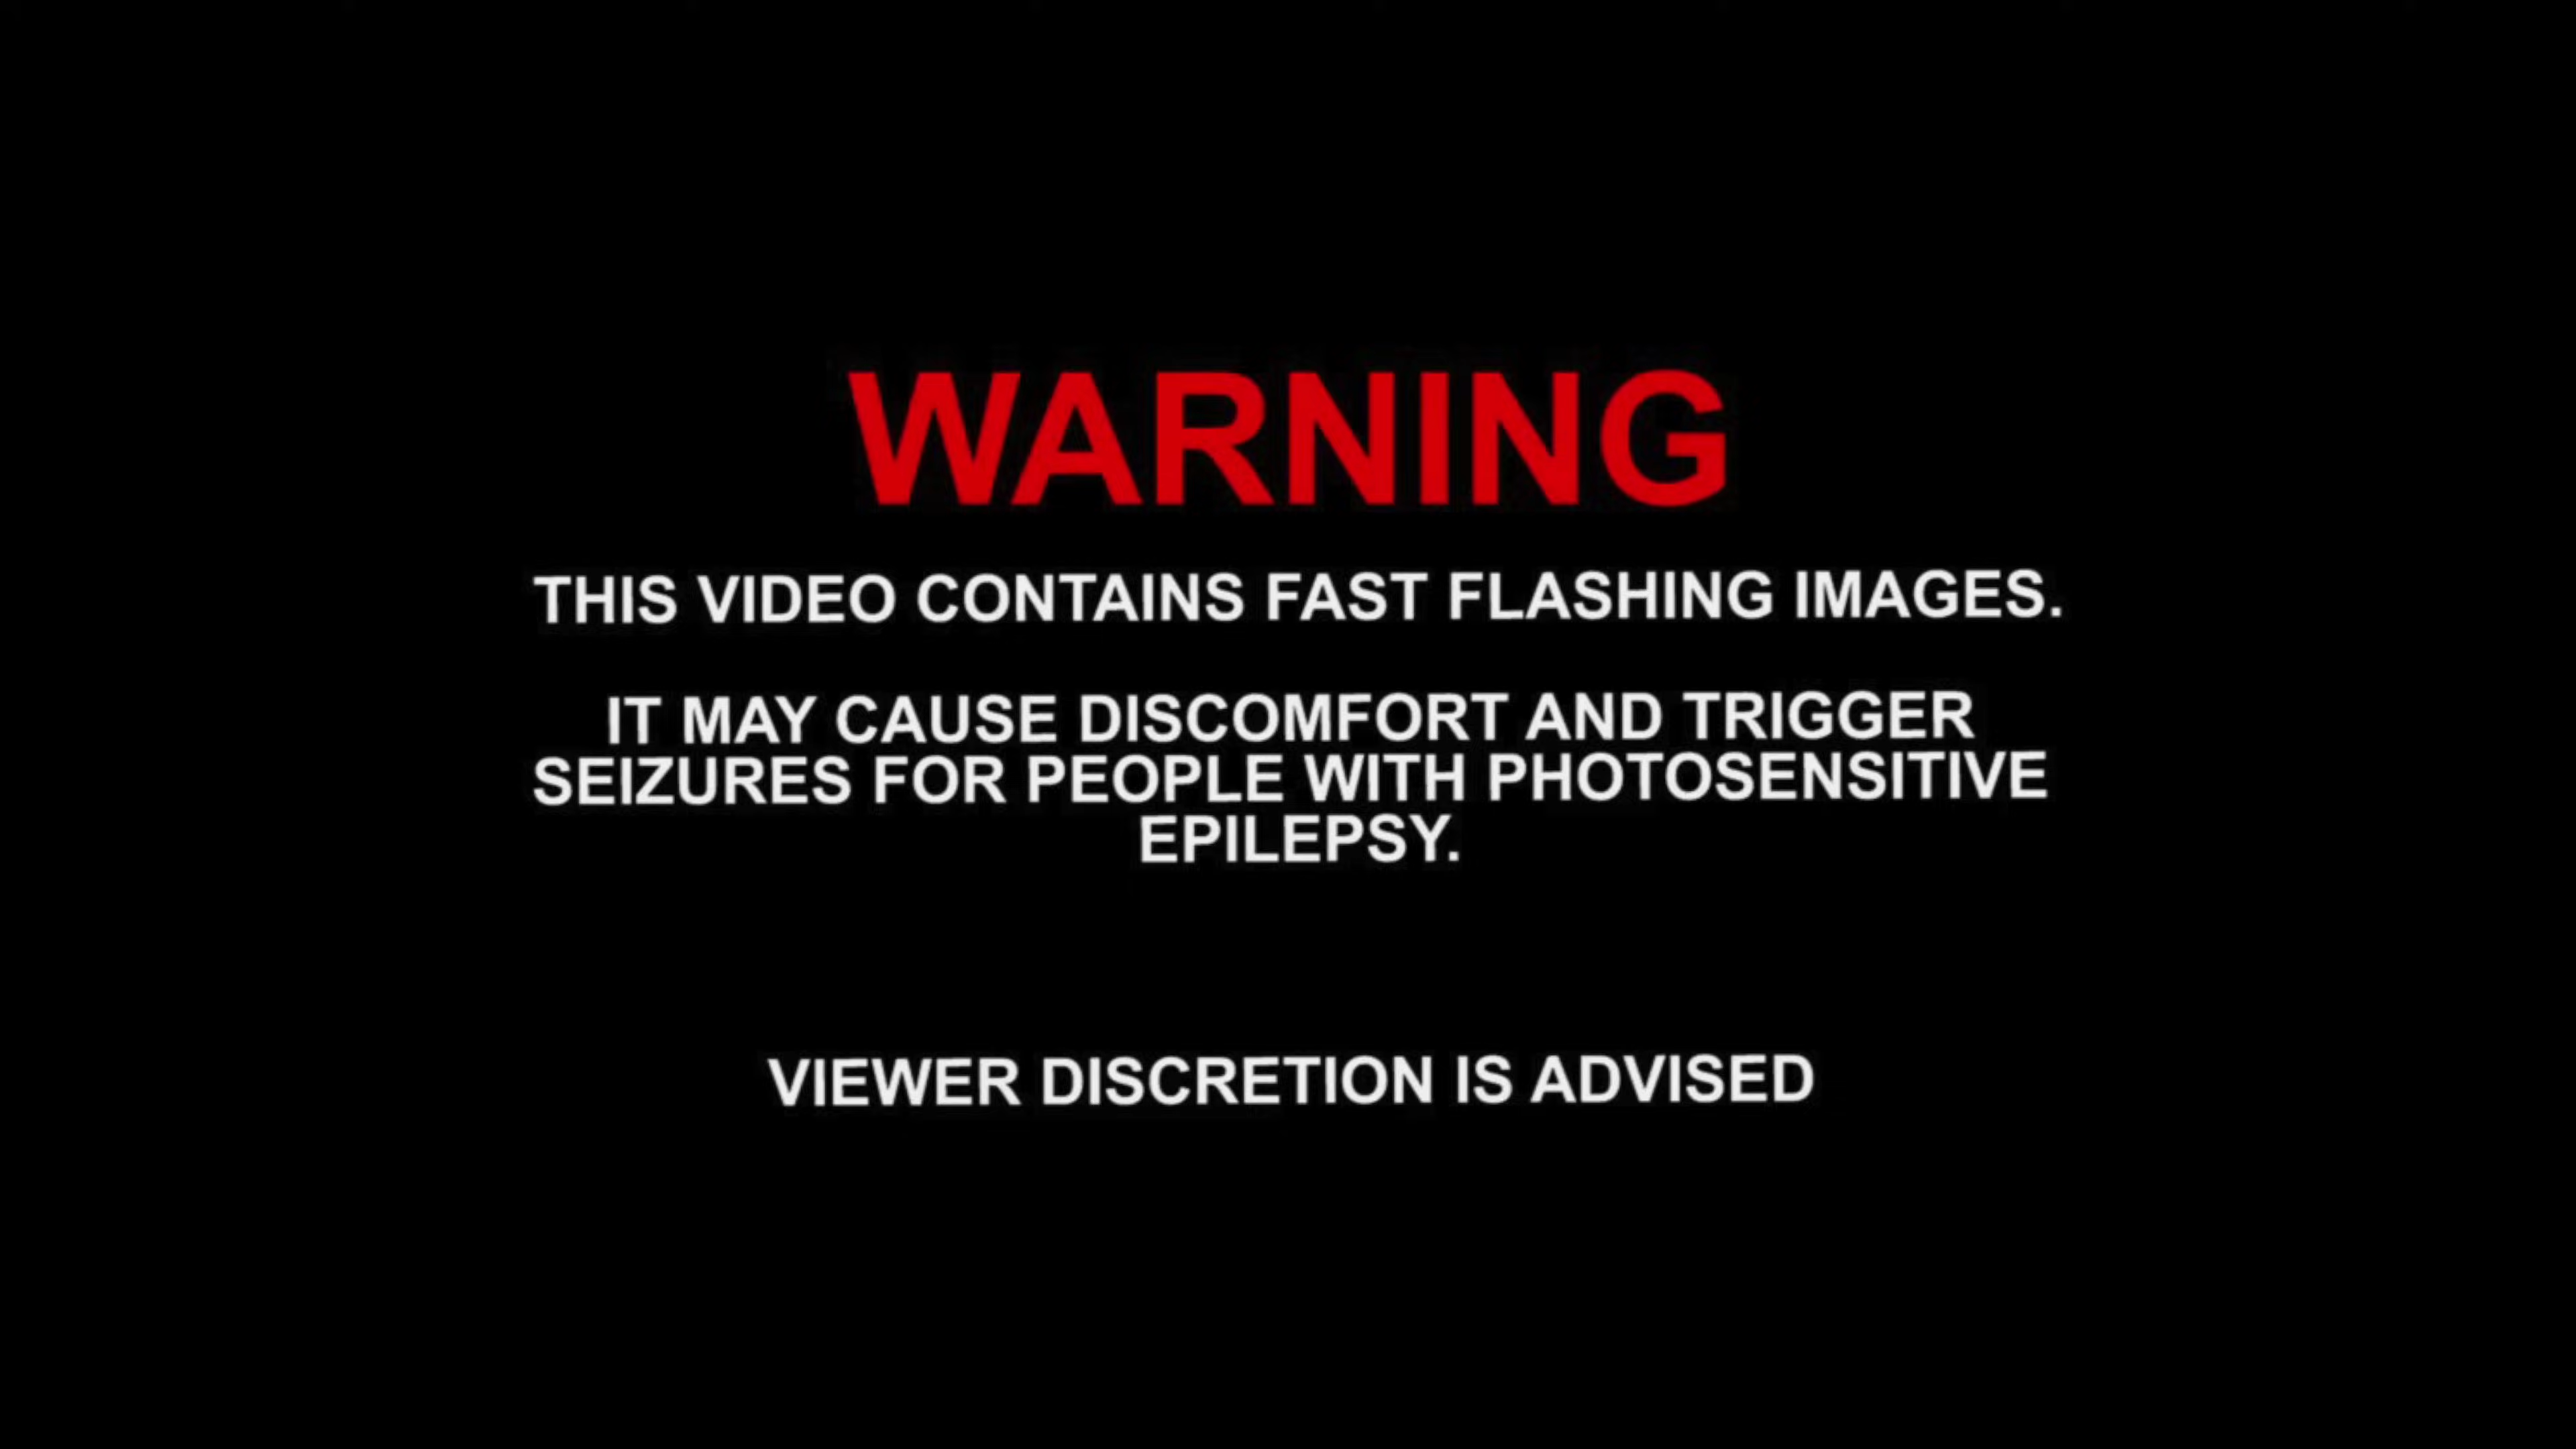 WARNING
THIS VIDEO CONTAINS FAST FLASHING IMAGES.
IT MAY CAUSE DISCOMFORT AND TRIGGER
SEIZURES FOR PEOPLE WITH PHOTOSENSITIVE
EPILEPSY.
VIEWER DISCRETION IS ADVISED